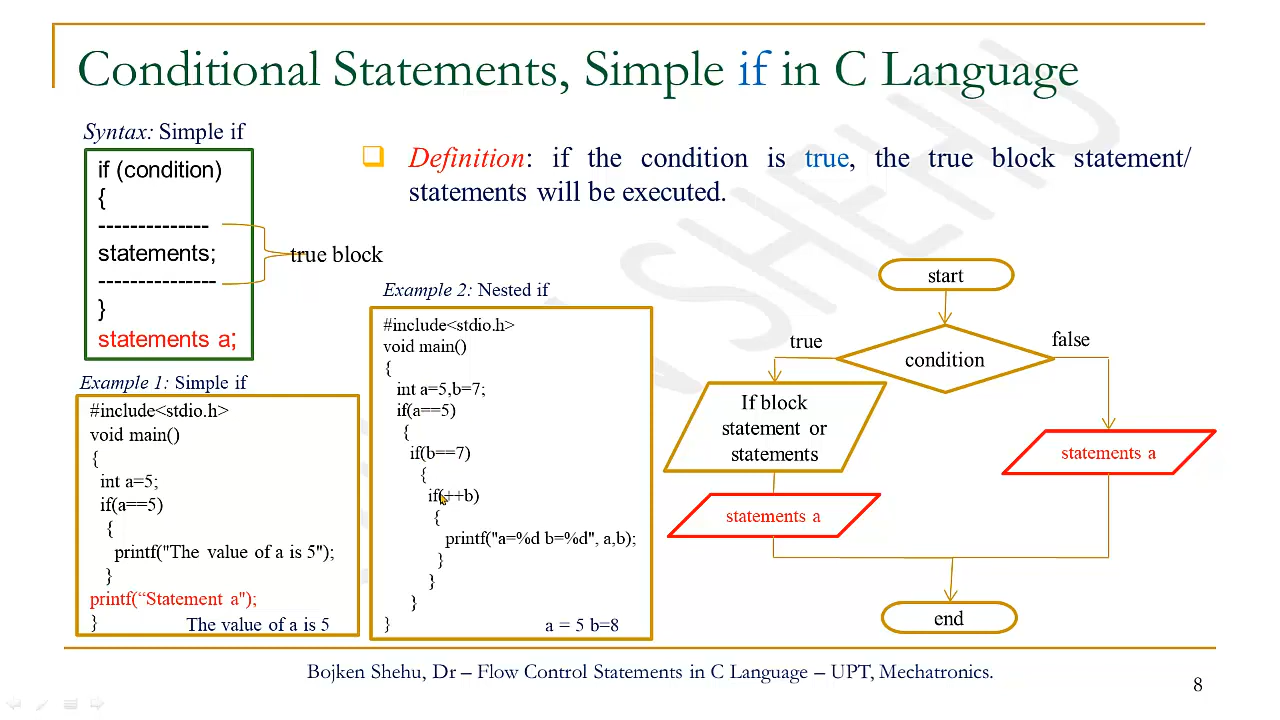 Conditional Statements, Simple if in C Language
Syntax: Simple if
if (condition)
{
--------------
statements;
---------------
}
statements a;
true block
❑ Definition: if the condition is true, the true block statement/
statements will be executed.
Example 1: Simple if
#include<stdio.h>
void main()
{
int a=5;
if(a==5)
{
printf("The value of a is 5");
}
printf(“Statement a");
}
The value of a is 5
Example 2: Nested if
#include<stdio.h>
void main()
{
int a=5,b=7;
if(a==5)
{
if(b==7)
{
if(++b)
{
printf("a=%d b=%d", a,b);
}
}
}
}
a = 5 b=8
start
condition
true
false
If block
statement or
statements
statements a
statements a
end
Bojken Shehu, Dr – Flow Control Statements in C Language – UPT, Mechatronics.
8